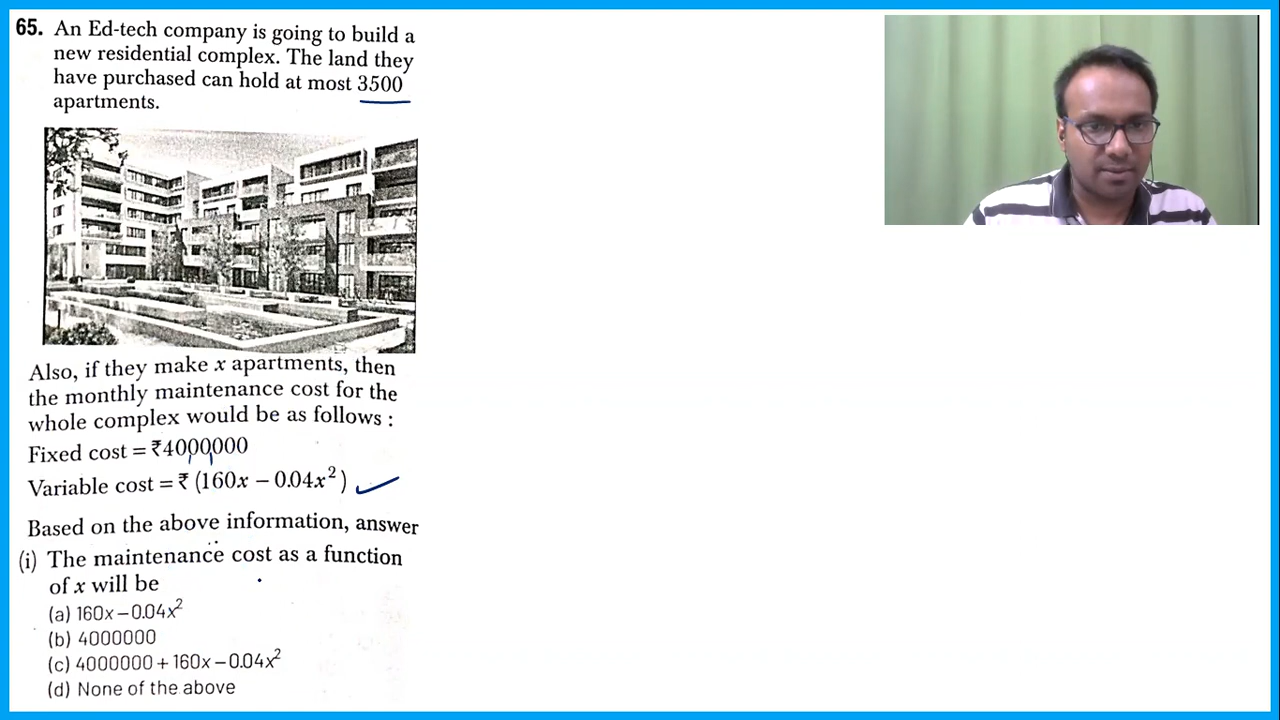 65. An Ed-tech company is going to build a
new residential complex. The land they
have purchased can hold at most 3500
apartments.
Also, if they make x apartments, then
the monthly maintenance cost for the
whole complex would be as follows :
Fixed cost = ₹4000000
Variable cost = ₹ (160x – 0.04x²)
Based on the above information, answer
(i) The maintenance cost as a function
of x will be
(a) 160x – 0.04x²
(b) 4000000
(c) 4000000 + 160x – 0.04x²
(d) None of the above